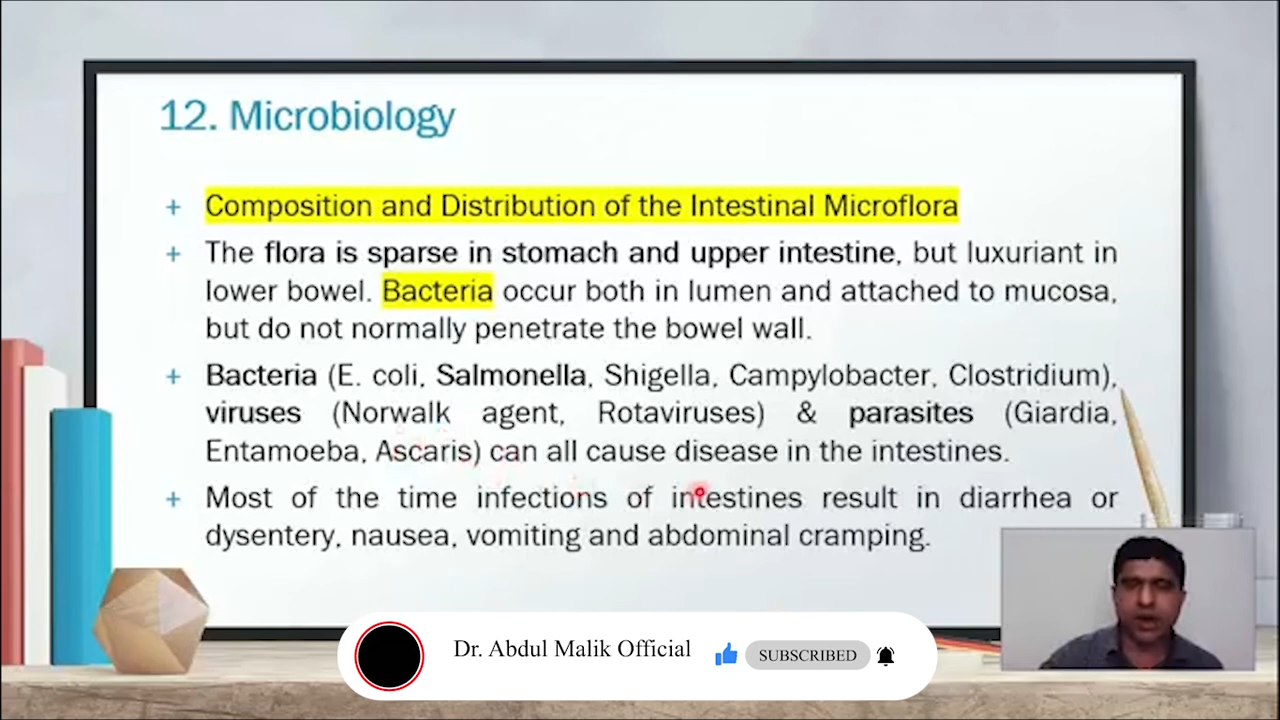 12. Microbiology
+ Composition and Distribution of the Intestinal Microflora
+ The flora is sparse in stomach and upper intestine, but luxuriant in
lower bowel. Bacteria occur both in lumen and attached to mucosa,
but do not normally penetrate the bowel wall.
+ Bacteria (E. coli, Salmonella, Shigella, Campylobacter, Clostridium),
viruses (Norwalk agent, Rotaviruses) & parasites (Giardia,
Entamoeba, Ascaris) can all cause disease in the intestines.
+ Most of the time infections of intestines result in diarrhea or
dysentery, nausea, vomiting and abdominal cramping.
Dr. Abdul Malik Official
SUBSCRIBED